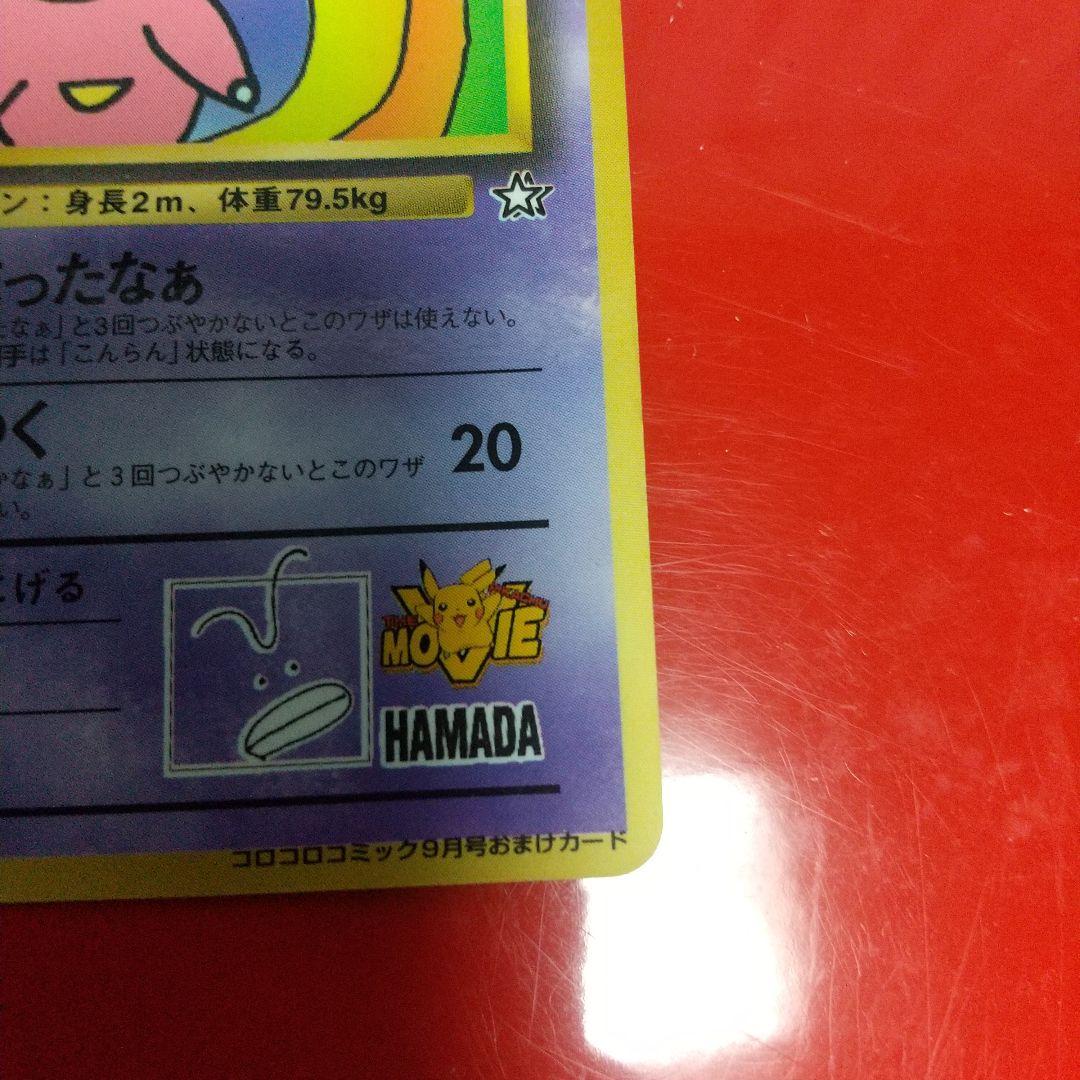 ン：身長2m、体重79.5kg
ったなぁ
たなぁ」と3回つぶやかないとこのワザは使えない。
手は「こんらん」状態になる。
20
く
かなぁ」と3回つぶやかないとこのワザ
い。
にげる
THE PIKACHU
MOVIE
HAMADA
コロコロコミック9月号おまけカード